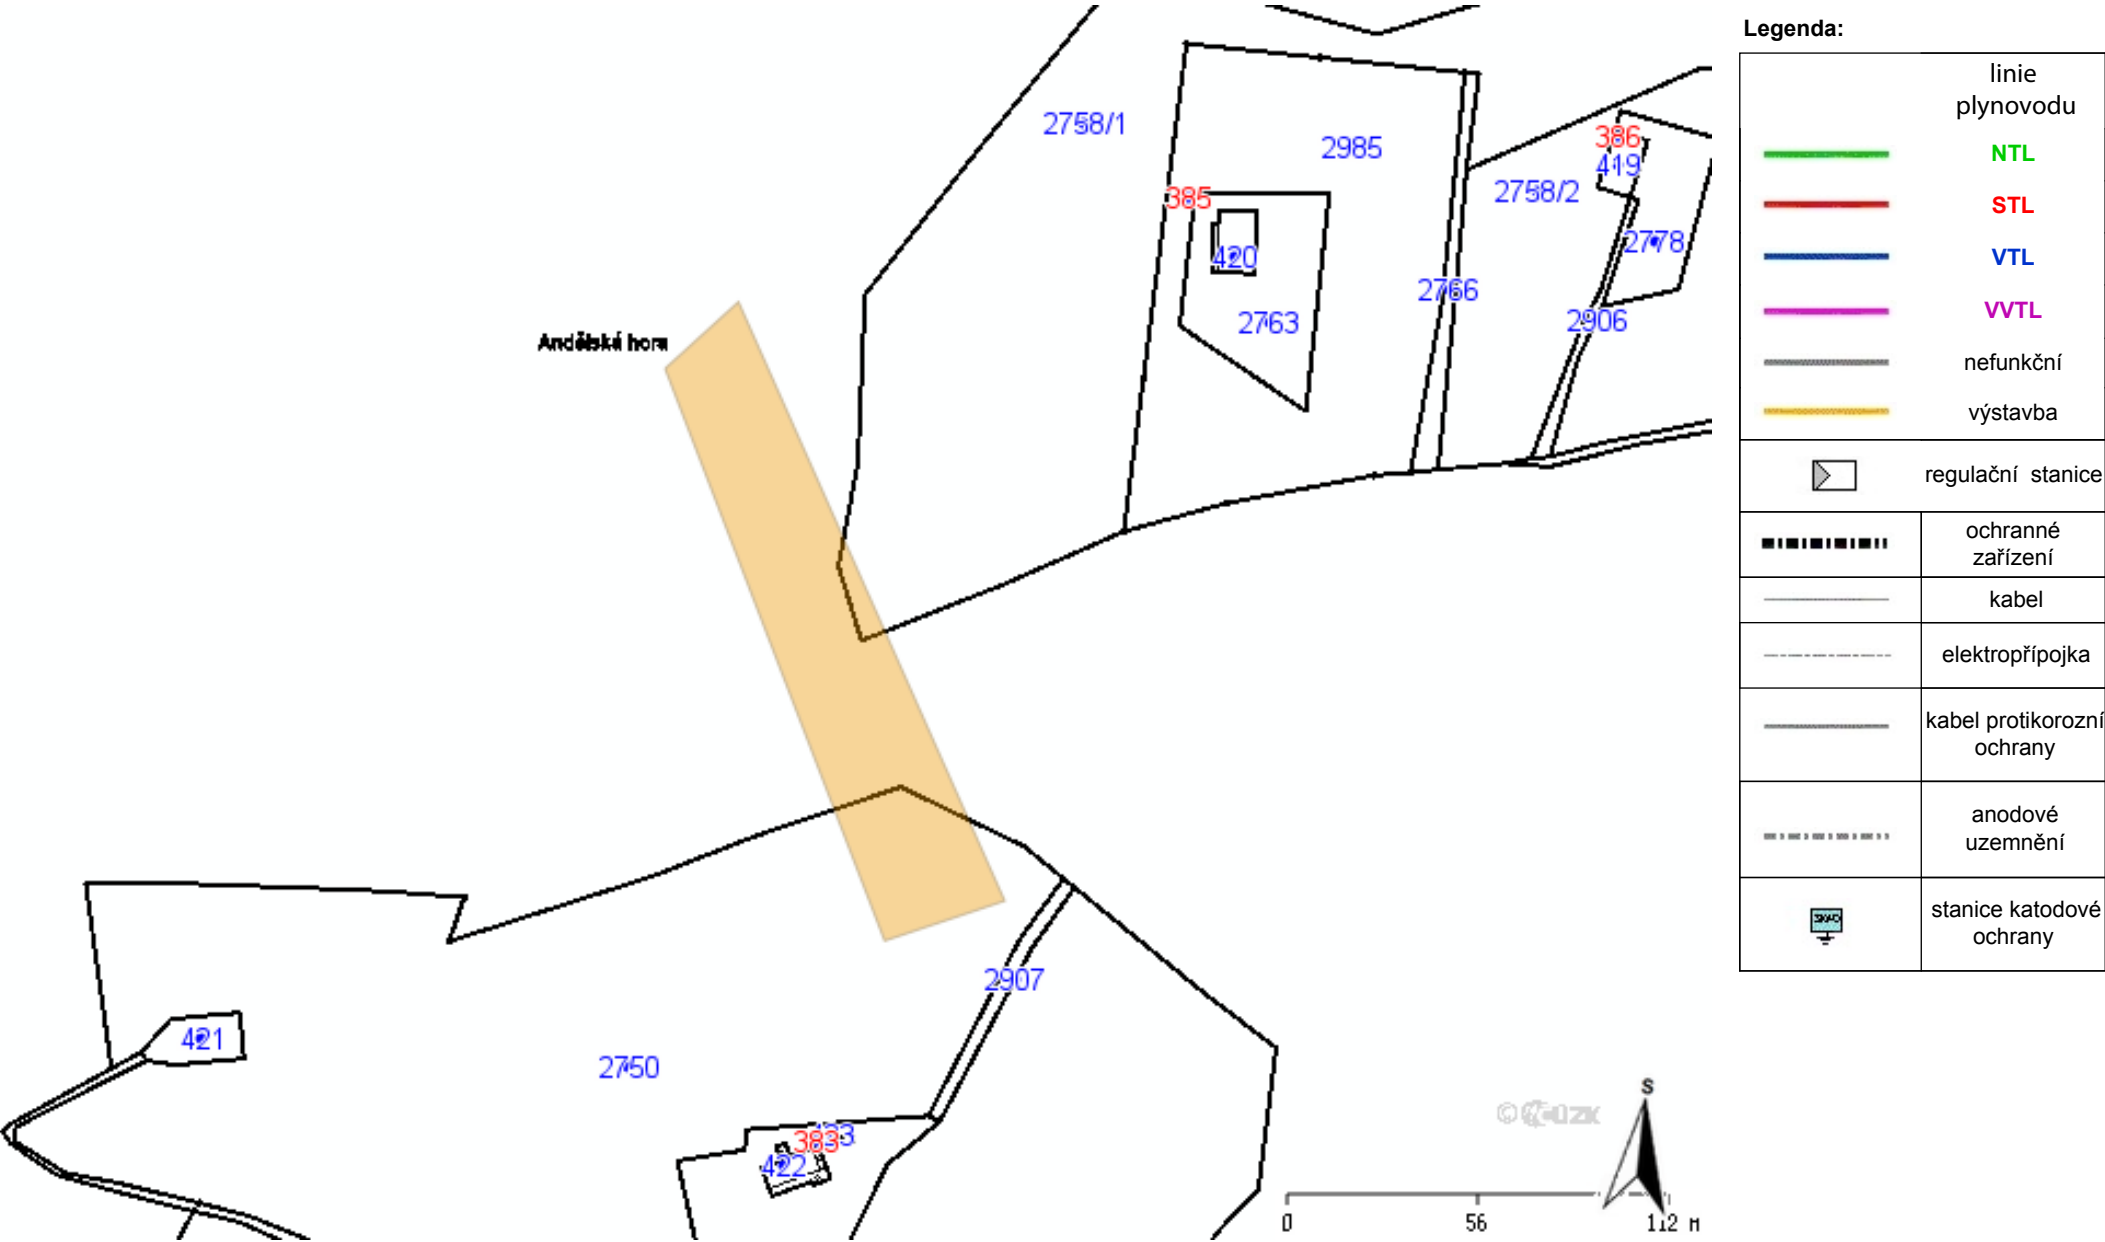 Legenda:
linie
plynovodu
NTL
STL
VTL
VVTL
nefunkční
výstavba
regulační stanice
ochranné
zařízení
kabel
elektropřípojka
kabel protikorozní
ochrany
anodové
uzemnění
stanice katodové
ochrany
2758/1
2985
386
419
2758/2
385
2778
420
2766
2763
2906
Andělská hora
2907
421
2750
383
422
S
0 56 112 M